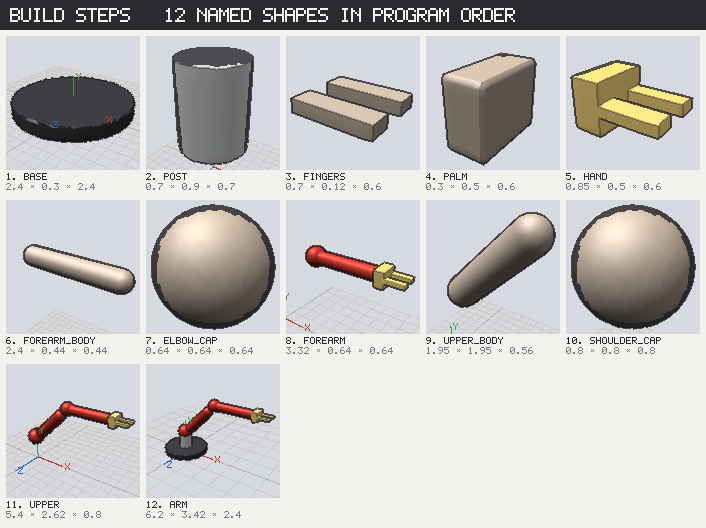 BUILD STEPS 12 NAMED SHAPES IN PROGRAM ORDER
1. BASE
2.4 × 0.3 × 2.4
2. POST
0.7 × 0.9 × 0.7
3. FINGERS
0.7 × 0.12 × 0.6
4. PALM
0.3 × 0.5 × 0.6
5. HAND
0.85 × 0.5 × 0.6
6. FOREARM_BODY
2.4 × 0.44 × 0.44
7. ELBOW_CAP
0.64 × 0.64 × 0.64
8. FOREARM
3.32 × 0.64 × 0.64
9. UPPER_BODY
1.95 × 1.95 × 0.56
10. SHOULDER_CAP
0.8 × 0.8 × 0.8
11. UPPER
5.4 × 2.62 × 0.8
12. ARM
6.2 × 3.42 × 2.4